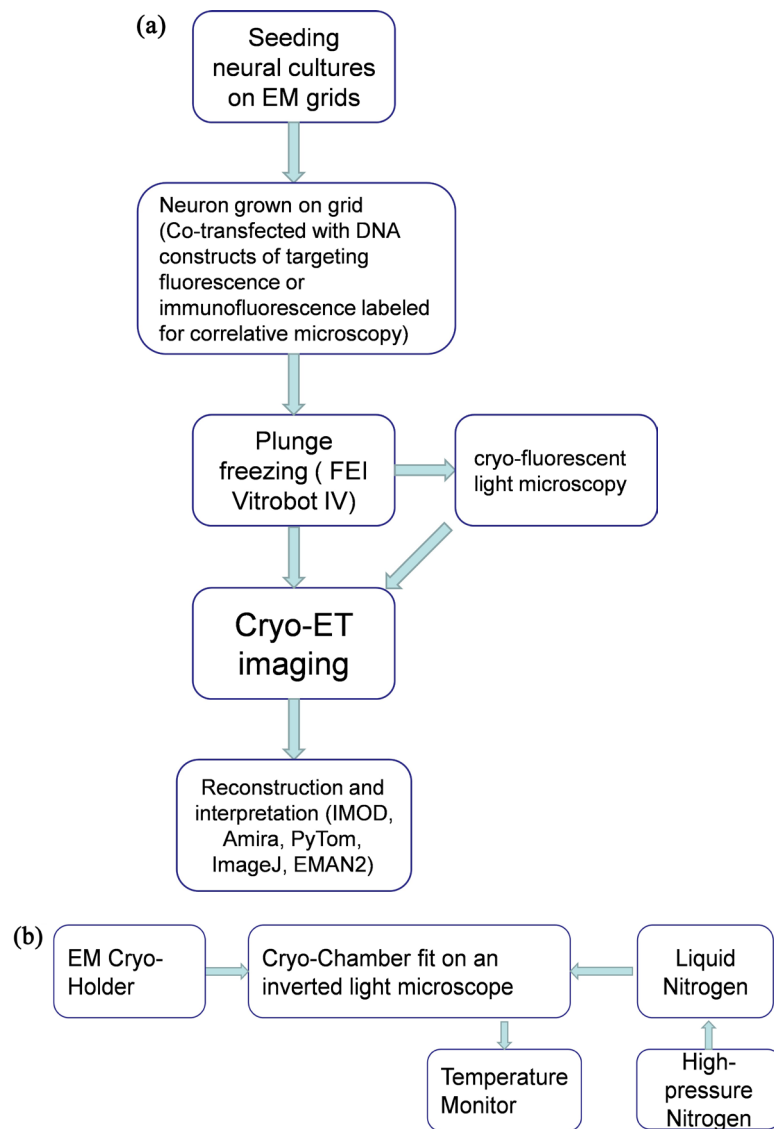 (a)
Seeding
neural cultures
on EM grids
Neuron grown on grid
(Co-transfected with DNA
constructs of targeting
fluorescence or
immunofluorescence labeled
for correlative microscopy)
Plunge
freezing ( FEI
Vitrobot IV)
cryo-fluorescent
light microscopy
Cryo-ET
imaging
Reconstruction and
interpretation (IMOD,
Amira, PyTom,
ImageJ, EMAN2)
(b)
EM Cryo-
Holder
Cryo-Chamber fit on an
inverted light microscope
Liquid
Nitrogen
Temperature
Monitor
High-
pressure
Nitrogen